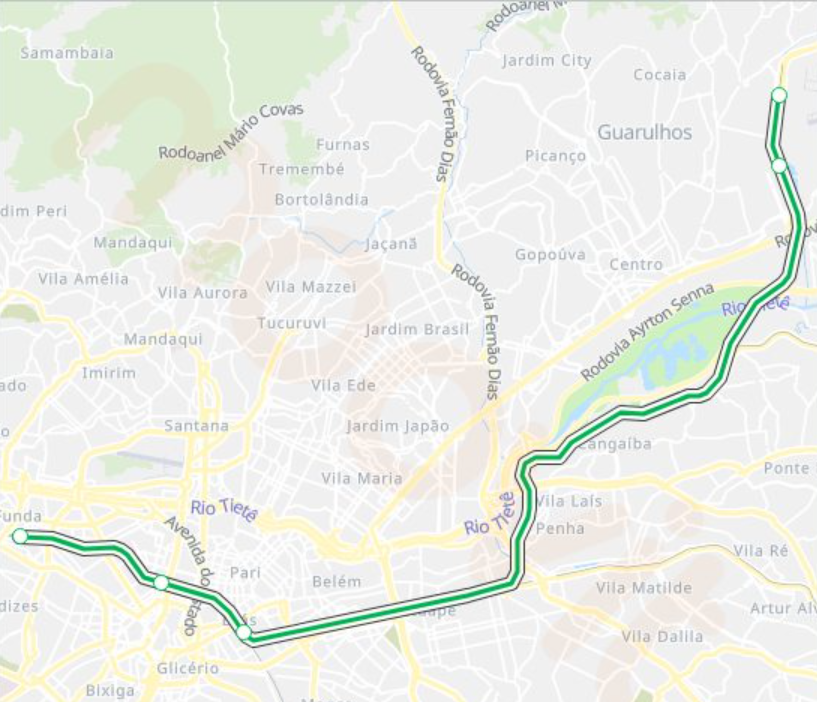 Rodoanel M
Samambaia
Jardim City
Cocaia
Rodovia Fernão Dias
Guarulhos
Rodoanel Mário Covas
Furnas
Picanço
Tremembé
Bortolândia
dim Peri
Mandaqui
Jaçanã
Gopoúva
Centro
Vila Amélia
Vila Aurora
Vila Mazzei
Rodovia Fernão Dias
Rodovia Ayrton Senna
Rio Tietê
Tucuruvi
Jardim Brasil
Mandaqui
Imirim
Vila Ede
ado
Santana
Jardim Japão
Cangaíba
Vila Maria
Ponte
Rio Tietê
Vila Laís
Rio Tietê
Funda
Penha
Avenida do Estado
Vila Ré
Pari
Belém
Vila Matilde
dizes
Artur Alv
Vila Dalila
Glicério
Bixiga